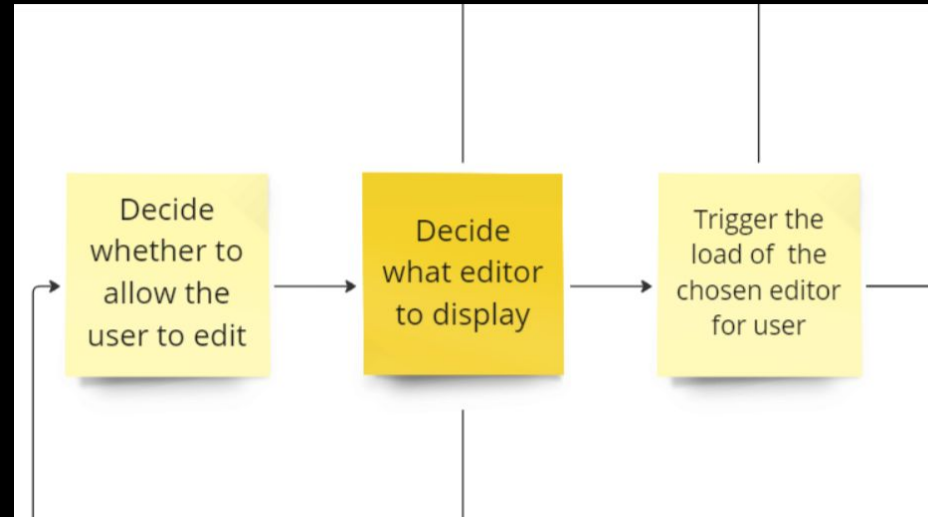 Decide
whether to
allow the
user to edit
Decide
what editor
to display
Trigger the
load of the
chosen editor
for user